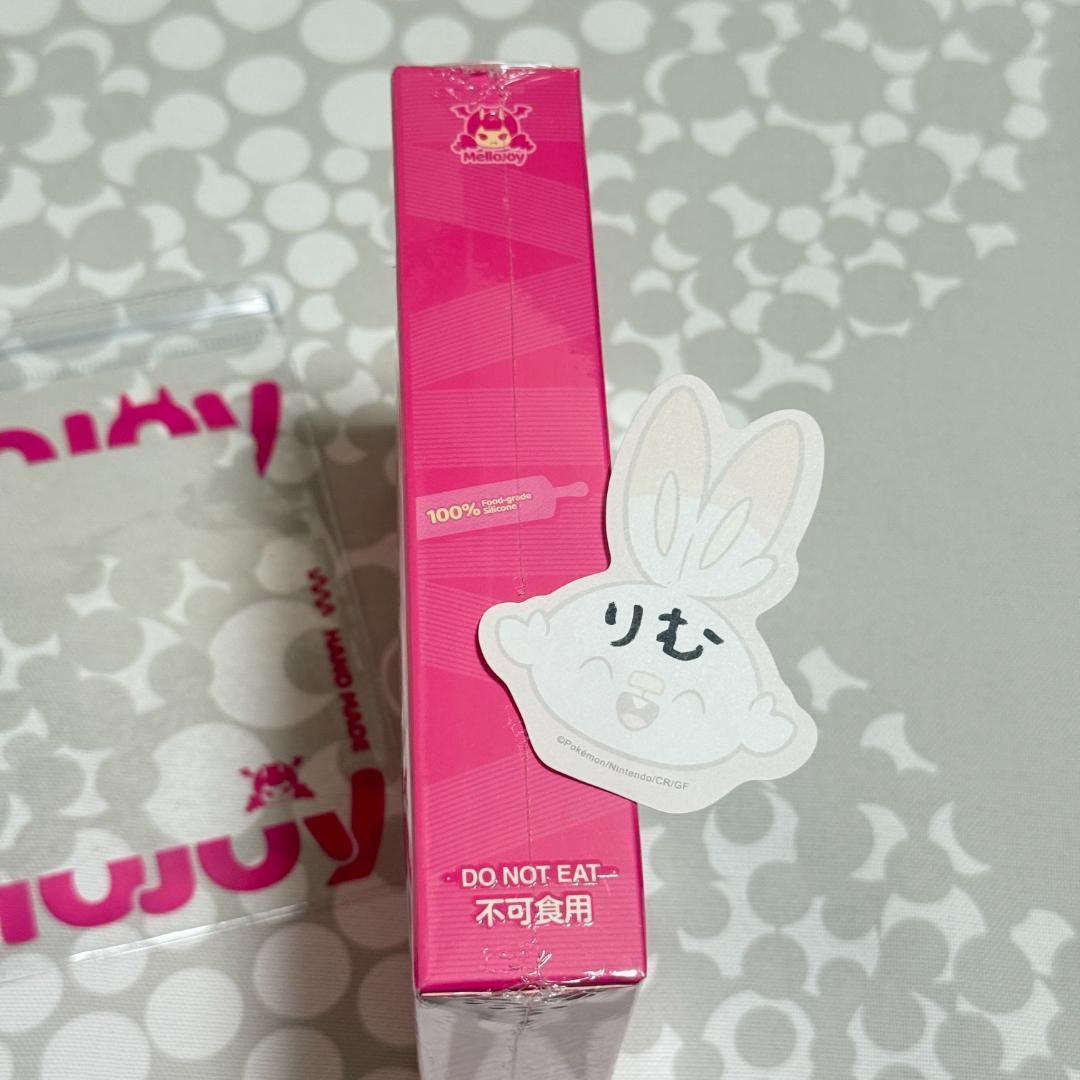 MelloJoy
100% Food-grade
Silicone
りむ
©Pokémon/Nintendo/CR/GF
DO NOT EAT
不可食用
HAND MADE